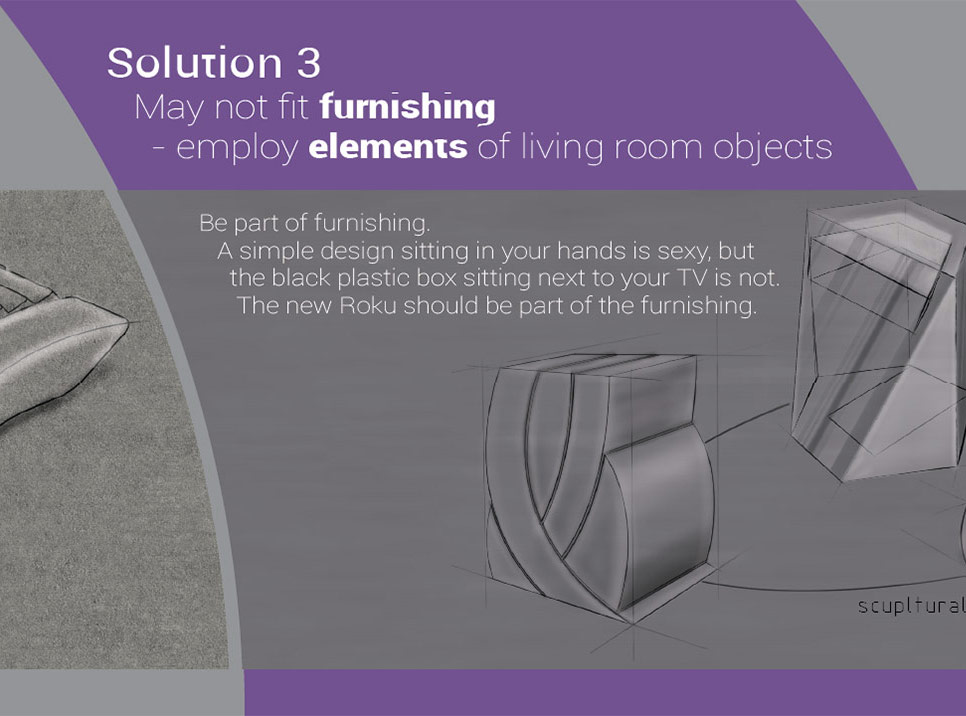 Solution 3
May not fit furnishing
- employ elements of living room objects
Be part of furnishing.
A simple design sitting in your hands is sexy, but
the black plastic box sitting next to your TV is not.
The new Roku should be part of the furnishing.
scupltural